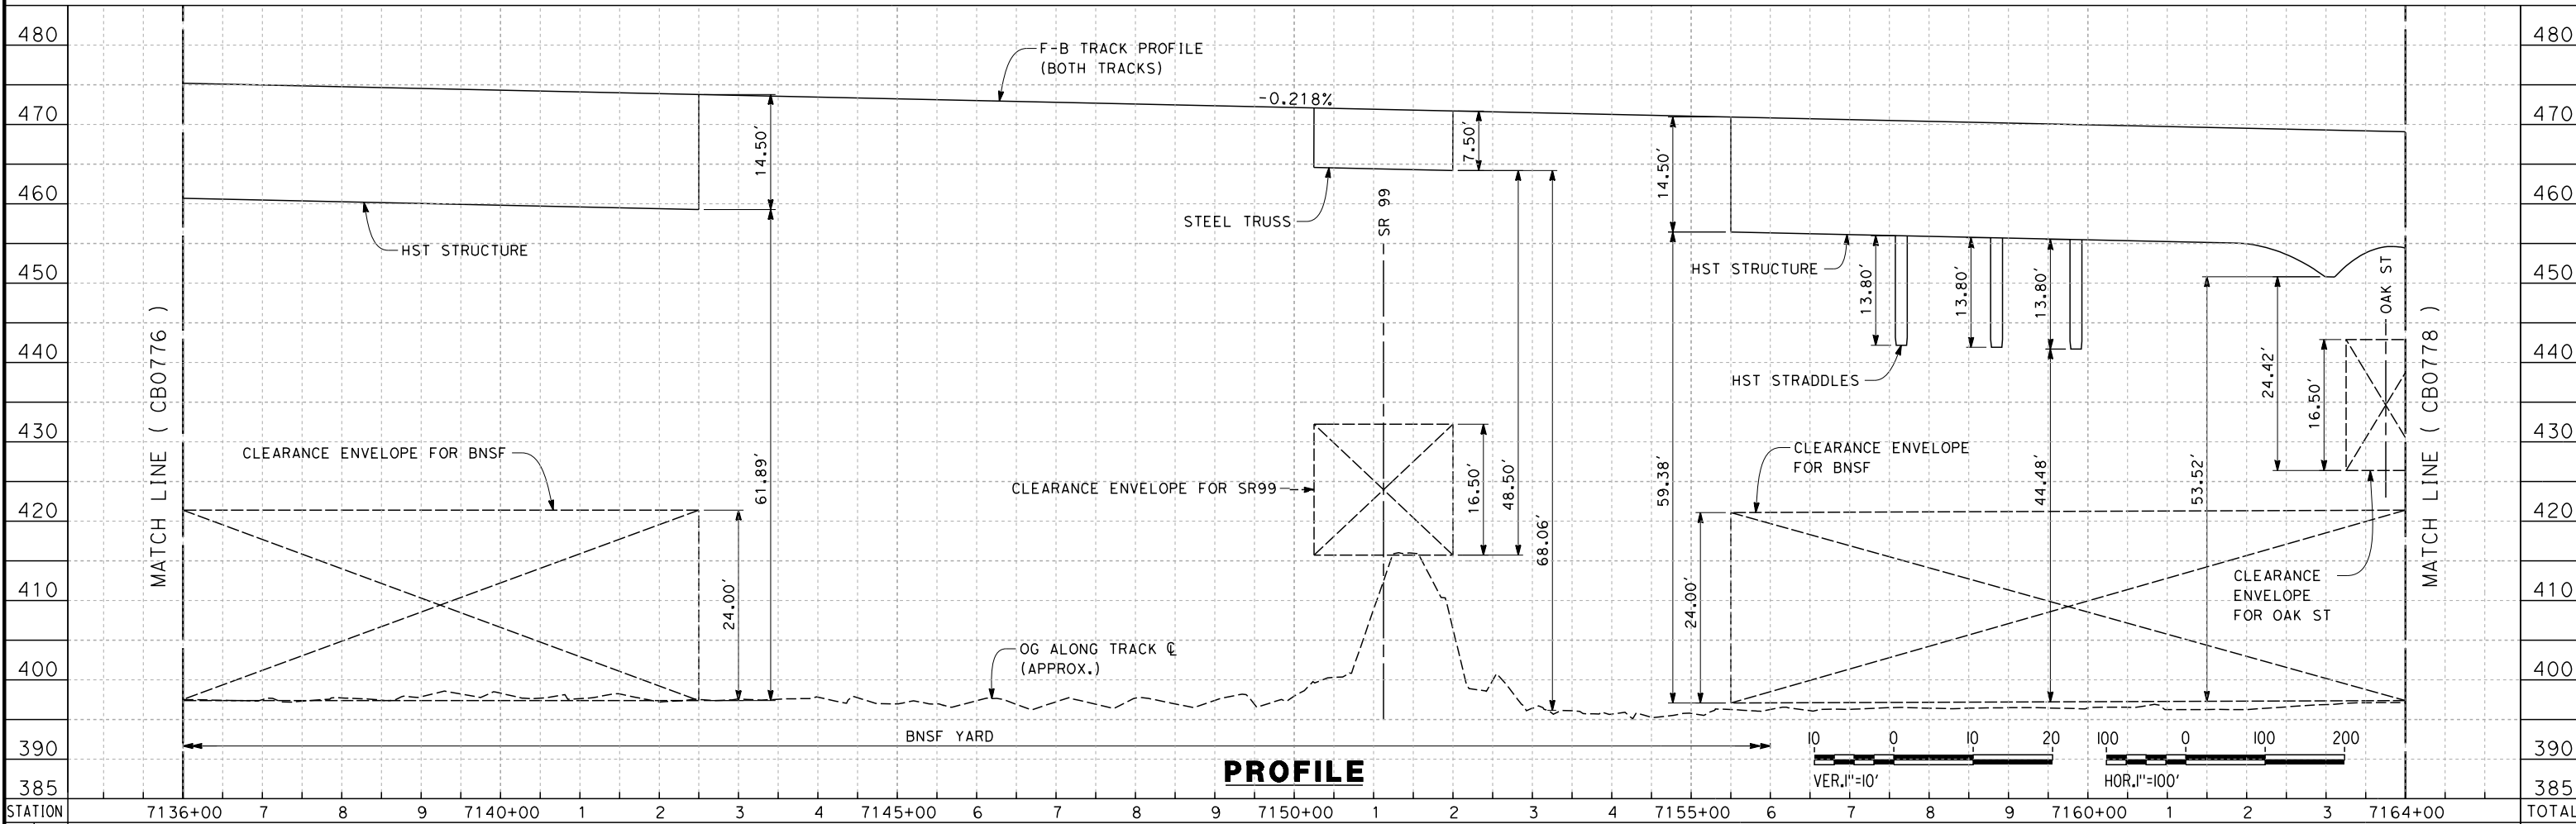 480
470
460
450
440
430
420
410
400
390
385
480
470
460
450
440
430
420
410
400
390
385
MATCH LINE ( CB0776 )
MATCH LINE ( CB0778 )
F-B TRACK PROFILE
(BOTH TRACKS)
-0.218%
14.50'
7.50'
14.50'
STEEL TRUSS
SR 99
HST STRUCTURE
HST STRUCTURE
13.80'
13.80'
13.80'
OAK ST
HST STRADDLES
24.42'
16.50'
CLEARANCE ENVELOPE FOR BNSF
61.89'
24.00'
CLEARANCE ENVELOPE FOR SR99
16.50'
48.50'
68.06'
59.38'
CLEARANCE ENVELOPE
FOR BNSF
44.48'
53.52'
24.00'
CLEARANCE
ENVELOPE
FOR OAK ST
OG ALONG TRACK ℄
(APPROX.)
BNSF YARD
PROFILE
10 0 10 20
VER.1"=10'
100 0 100 200
HOR.1"=100'
STATION 7136+00 7 8 9 7140+00 1 2 3 4 7145+00 6 7 8 9 7150+00 1 2 3 4 7155+00 6 7 8 9 7160+00 1 2 3 7164+00 TOTAL